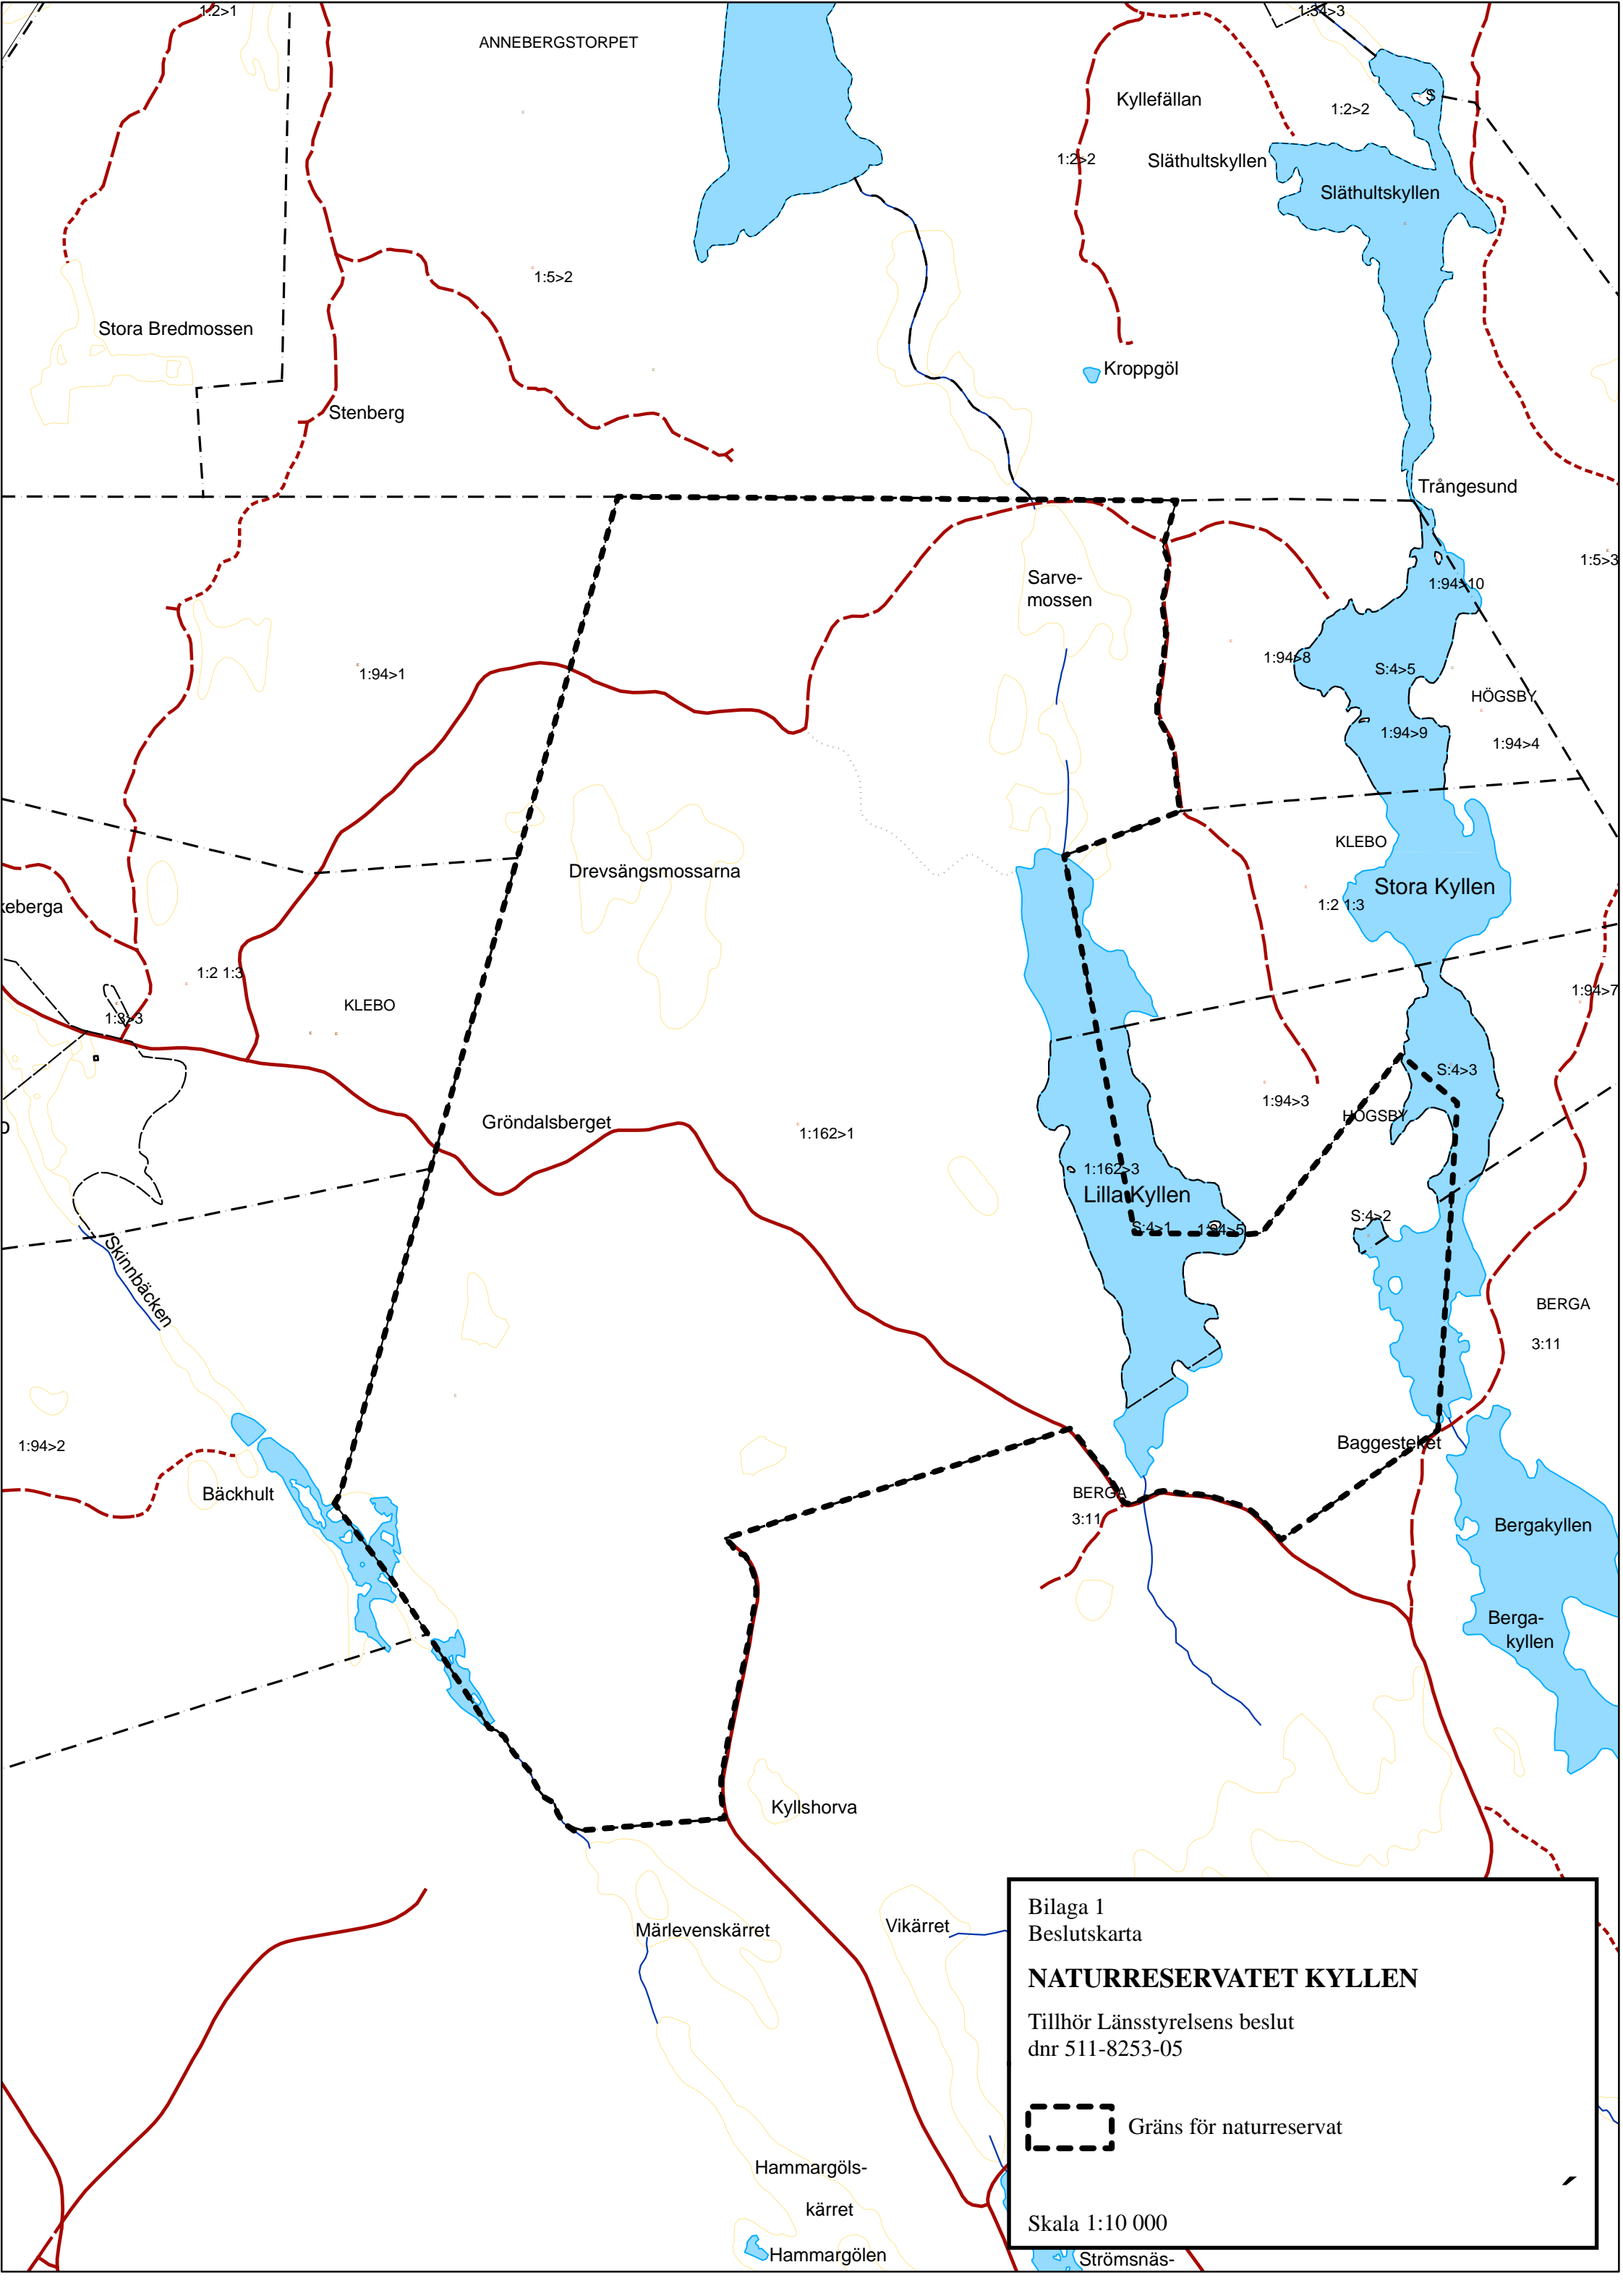 1:2>1
1:34>3
ANNEBERGSTORPET
Kyllefällan
1:2>2
S
1:2>2
Släthultskyllen
Släthultskyllen
1:5>2
Stora Bredmossen
Kroppgöl
Stenberg
Trångesund
1:5>3
Sarve-
mossen
1:94>10
1:94>8
S:4>5
1:94>1
HÖGSBY
1:94>9
1:94>4
KLEBO
Drevsängsmossarna
Stora Kyllen
keberga
1:2 1:3
1:2 1:3
1:94>7
KLEBO
1:3>3
S:4>3
1:94>3
HÖGSBY
Gröndalsberget
1:162>1
1:162>3
Lilla Kyllen
S:4>1
1:94>5
S:4>2
Skinnbäcken
BERGA
3:11
1:94>2
Baggesteket
Bäckhult
BERGA
3:11
Bergakyllen
Berga-
kyllen
Kyllshorva
Märlevenskärret
Vikärret
Bilaga 1
Beslutskarta
NATURRESERVATET KYLLEN
Tillhör Länsstyrelsens beslut
dnr 511-8253-05
Gräns för naturreservat
Skala 1:10 000
Hammargöls-
kärret
Hammargölen
Strömsnäs-